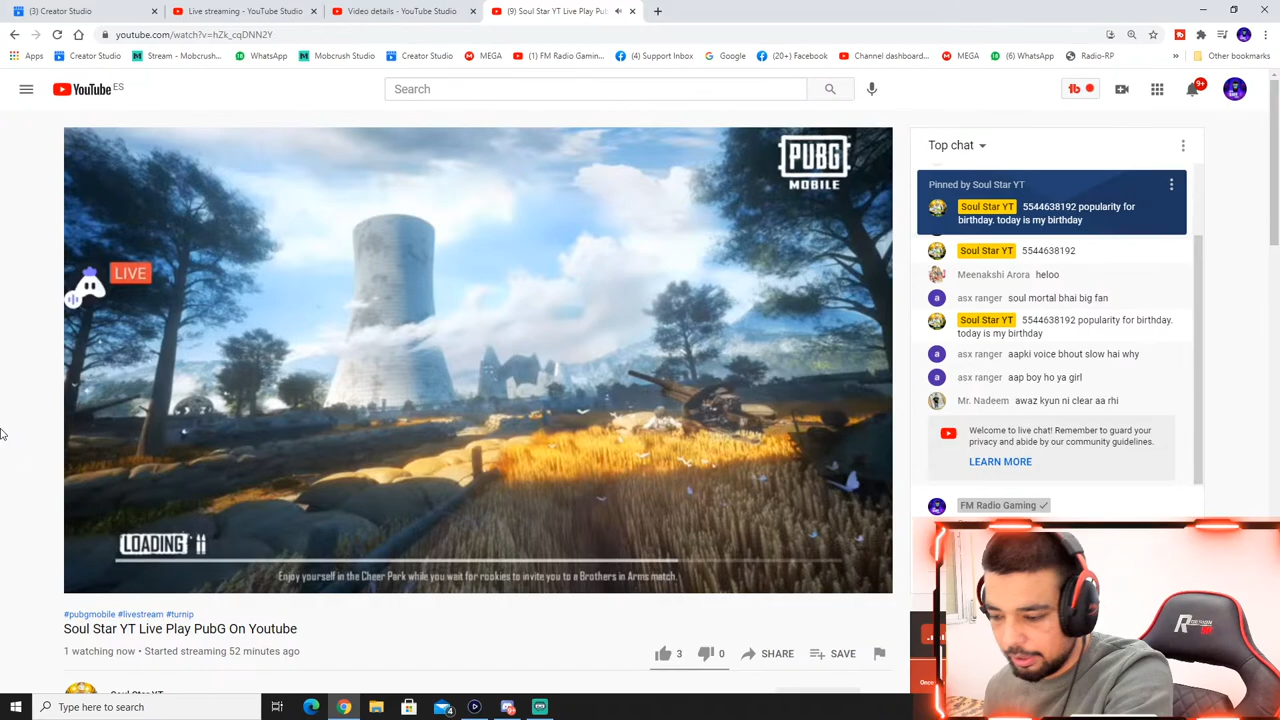 (3) Creator Studio
Live streaming - YouTube Studio
Video details - YouTube Studio
(9) Soul Star YT Live Play Pub
youtube.com/watch?v=hZk_cqDNN2Y
Apps
Creator Studio
Stream - Mobcrush...
WhatsApp
Creator Studio
Mobcrush Studio
MEGA
(1) FM Radio Gamin...
Google
(4) Support Inbox
(20+) Facebook
Channel dashboard...
MEGA
(6) WhatsApp
Radio-RP
»
Other bookmarks
YouTube ES
Search
tb
9+
PUBG
MOBILE
LIVE
LOADING
Enjoy yourself in the Cheer Park while you wait for rookies to invite you to a Brothers in Arms match.
Top chat
Pinned by Soul Star YT
Soul Star YT 5544638192 popularity for
birthday. today is my birthday
Soul Star YT 5544638192
Meenakshi Arora heloo
asx ranger soul mortal bhai big fan
Soul Star YT 5544638192 popularity for birthday.
today is my birthday
asx ranger aapki voice bhout slow hai why
asx ranger aap boy ho ya girl
Mr. Nadeem awaz kyun ni clear aa rhi
Welcome to live chat! Remember to guard your
privacy and abide by our community guidelines.
LEARN MORE
FM Radio Gaming
#pubgmobile #livestream #turnip
Soul Star YT Live Play PubG On Youtube
1 watching now • Started streaming 52 minutes ago
3
0
SHARE
SAVE
Soul Star YT
Once
Type here to search
4